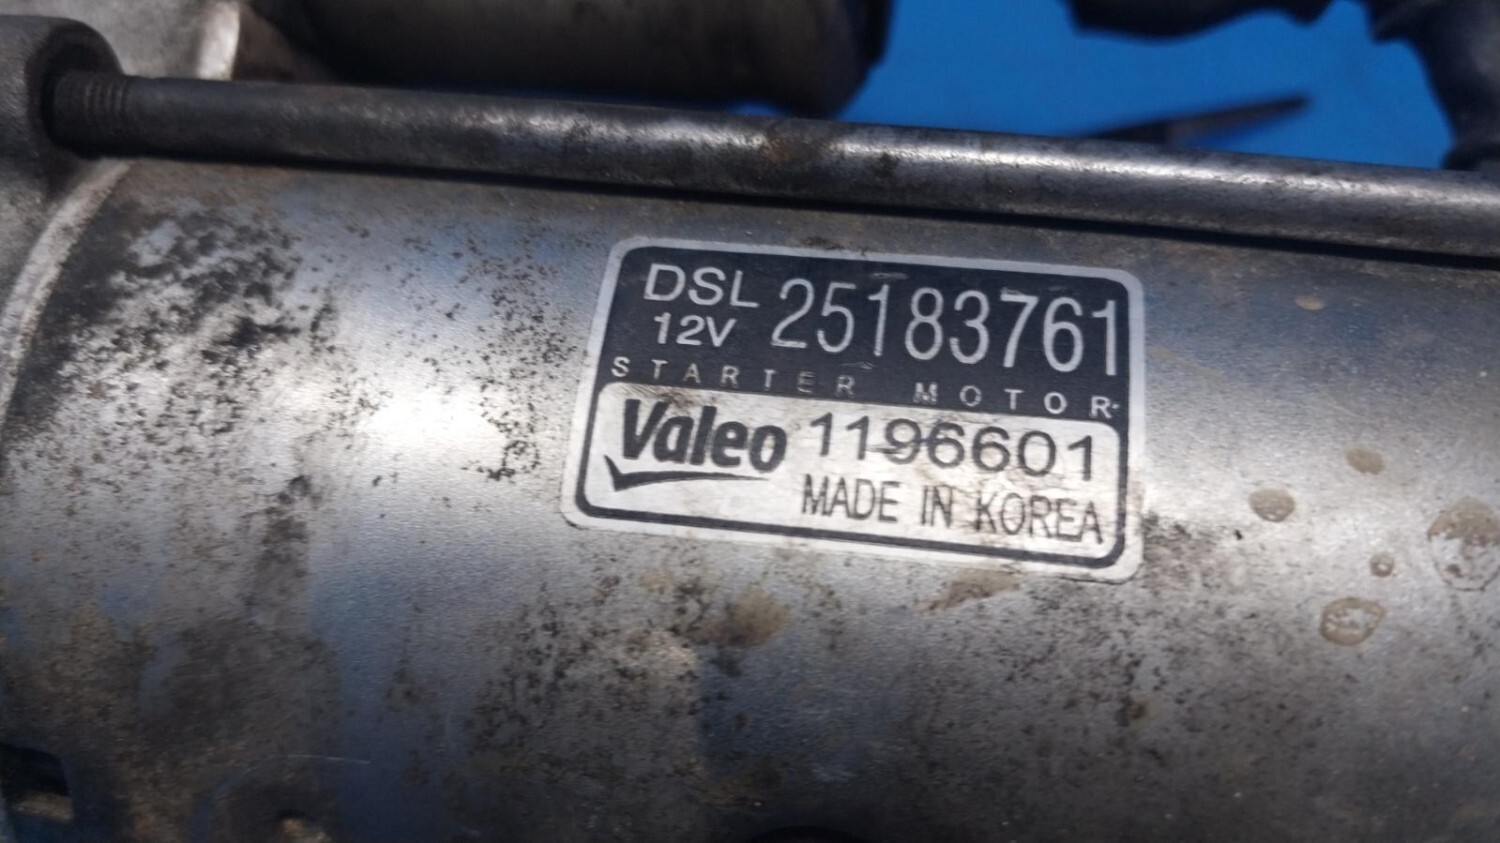 DSL 25183761
12V
STARTER MOTOR
Valeo 1196601
MADE IN KOREA